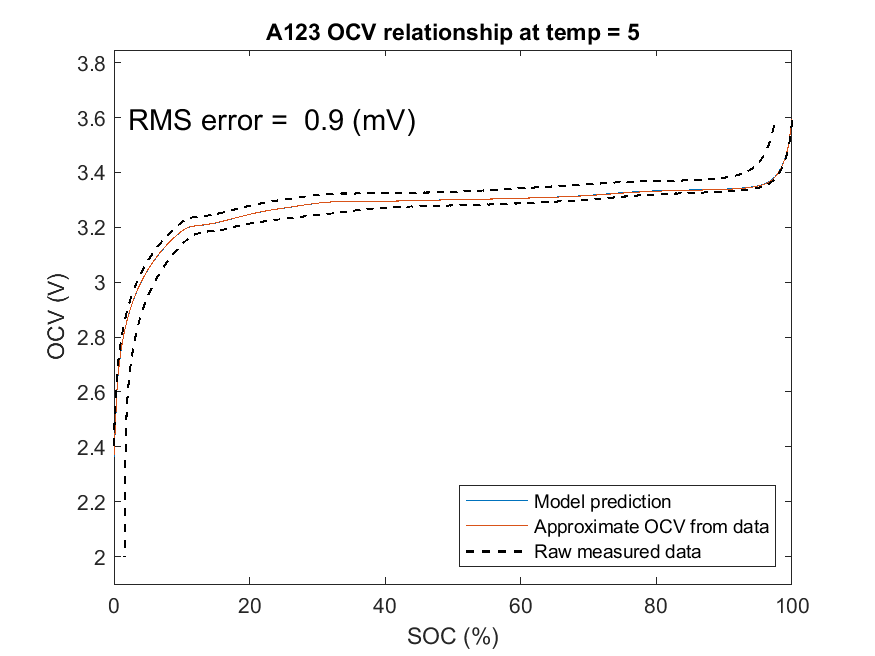 A123 OCV relationship at temp = 5
RMS error =  0.9 (mV)
3.8
3.6
3.4
3.2
3
2.8
2.6
2.4
2.2
2
OCV (V)
Model prediction
Approximate OCV from data
Raw measured data
0
20
40
60
80
100
SOC (%)